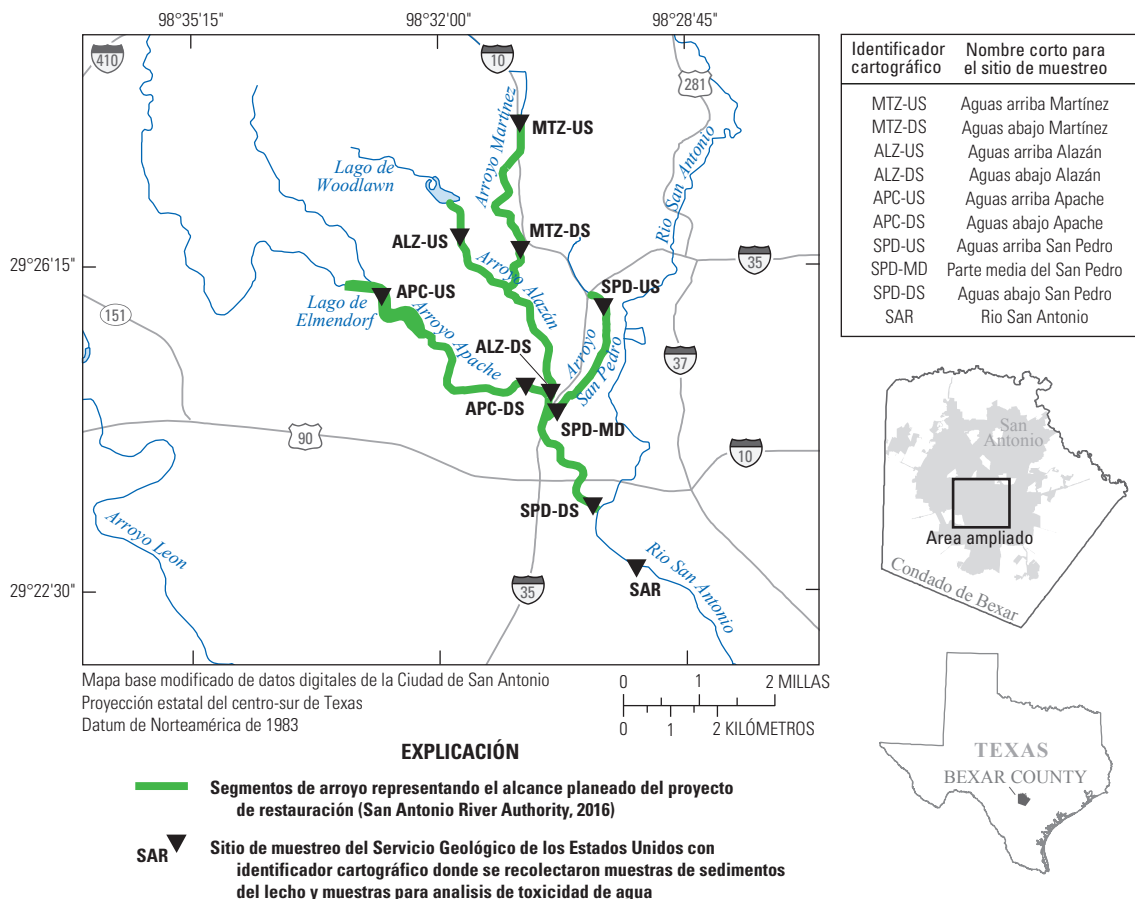 98°35'15"
98°32'00"
98°28'45"
410
10
281
MTZ-US
Arroyo Martínez
Rio San Antonio
Lago de
Woodlawn
ALZ-US
MTZ-DS
35
29°26'15"
APC-US
SPD-US
Lago de
Elmendorf
Arroyo Alazán
151
Arroyo Apache
ALZ-DS
Arroyo
San Pedro
37
APC-DS
SPD-MD
90
10
SPD-DS
Arroyo Leon
Rio San Antonio
29°22'30"
35
SAR
Mapa base modificado de datos digitales de la Ciudad de San Antonio
Proyección estatal del centro-sur de Texas
Datum de Norteamérica de 1983
0 1 2 MILLAS
0 1 2 KILÓMETROS
EXPLICACIÓN
Segmentos de arroyo representando el alcance planeado del proyecto
de restauración (San Antonio River Authority, 2016)
SAR Sitio de muestreo del Servicio Geológico de los Estados Unidos con
identificador cartográfico donde se recolectaron muestras de sedimentos
del lecho y muestras para analisis de toxicidad de agua
Identificador Nombre corto para
cartográfico el sitio de muestreo
MTZ-US Aguas arriba Martínez
MTZ-DS Aguas abajo Martínez
ALZ-US Aguas arriba Alazán
ALZ-DS Aguas abajo Alazán
APC-US Aguas arriba Apache
APC-DS Aguas abajo Apache
SPD-US Aguas arriba San Pedro
SPD-MD Parte media del San Pedro
SPD-DS Aguas abajo San Pedro
SAR Rio San Antonio
San
Antonio
Area ampliado
Condado de Bexar
TEXAS
BEXAR COUNTY